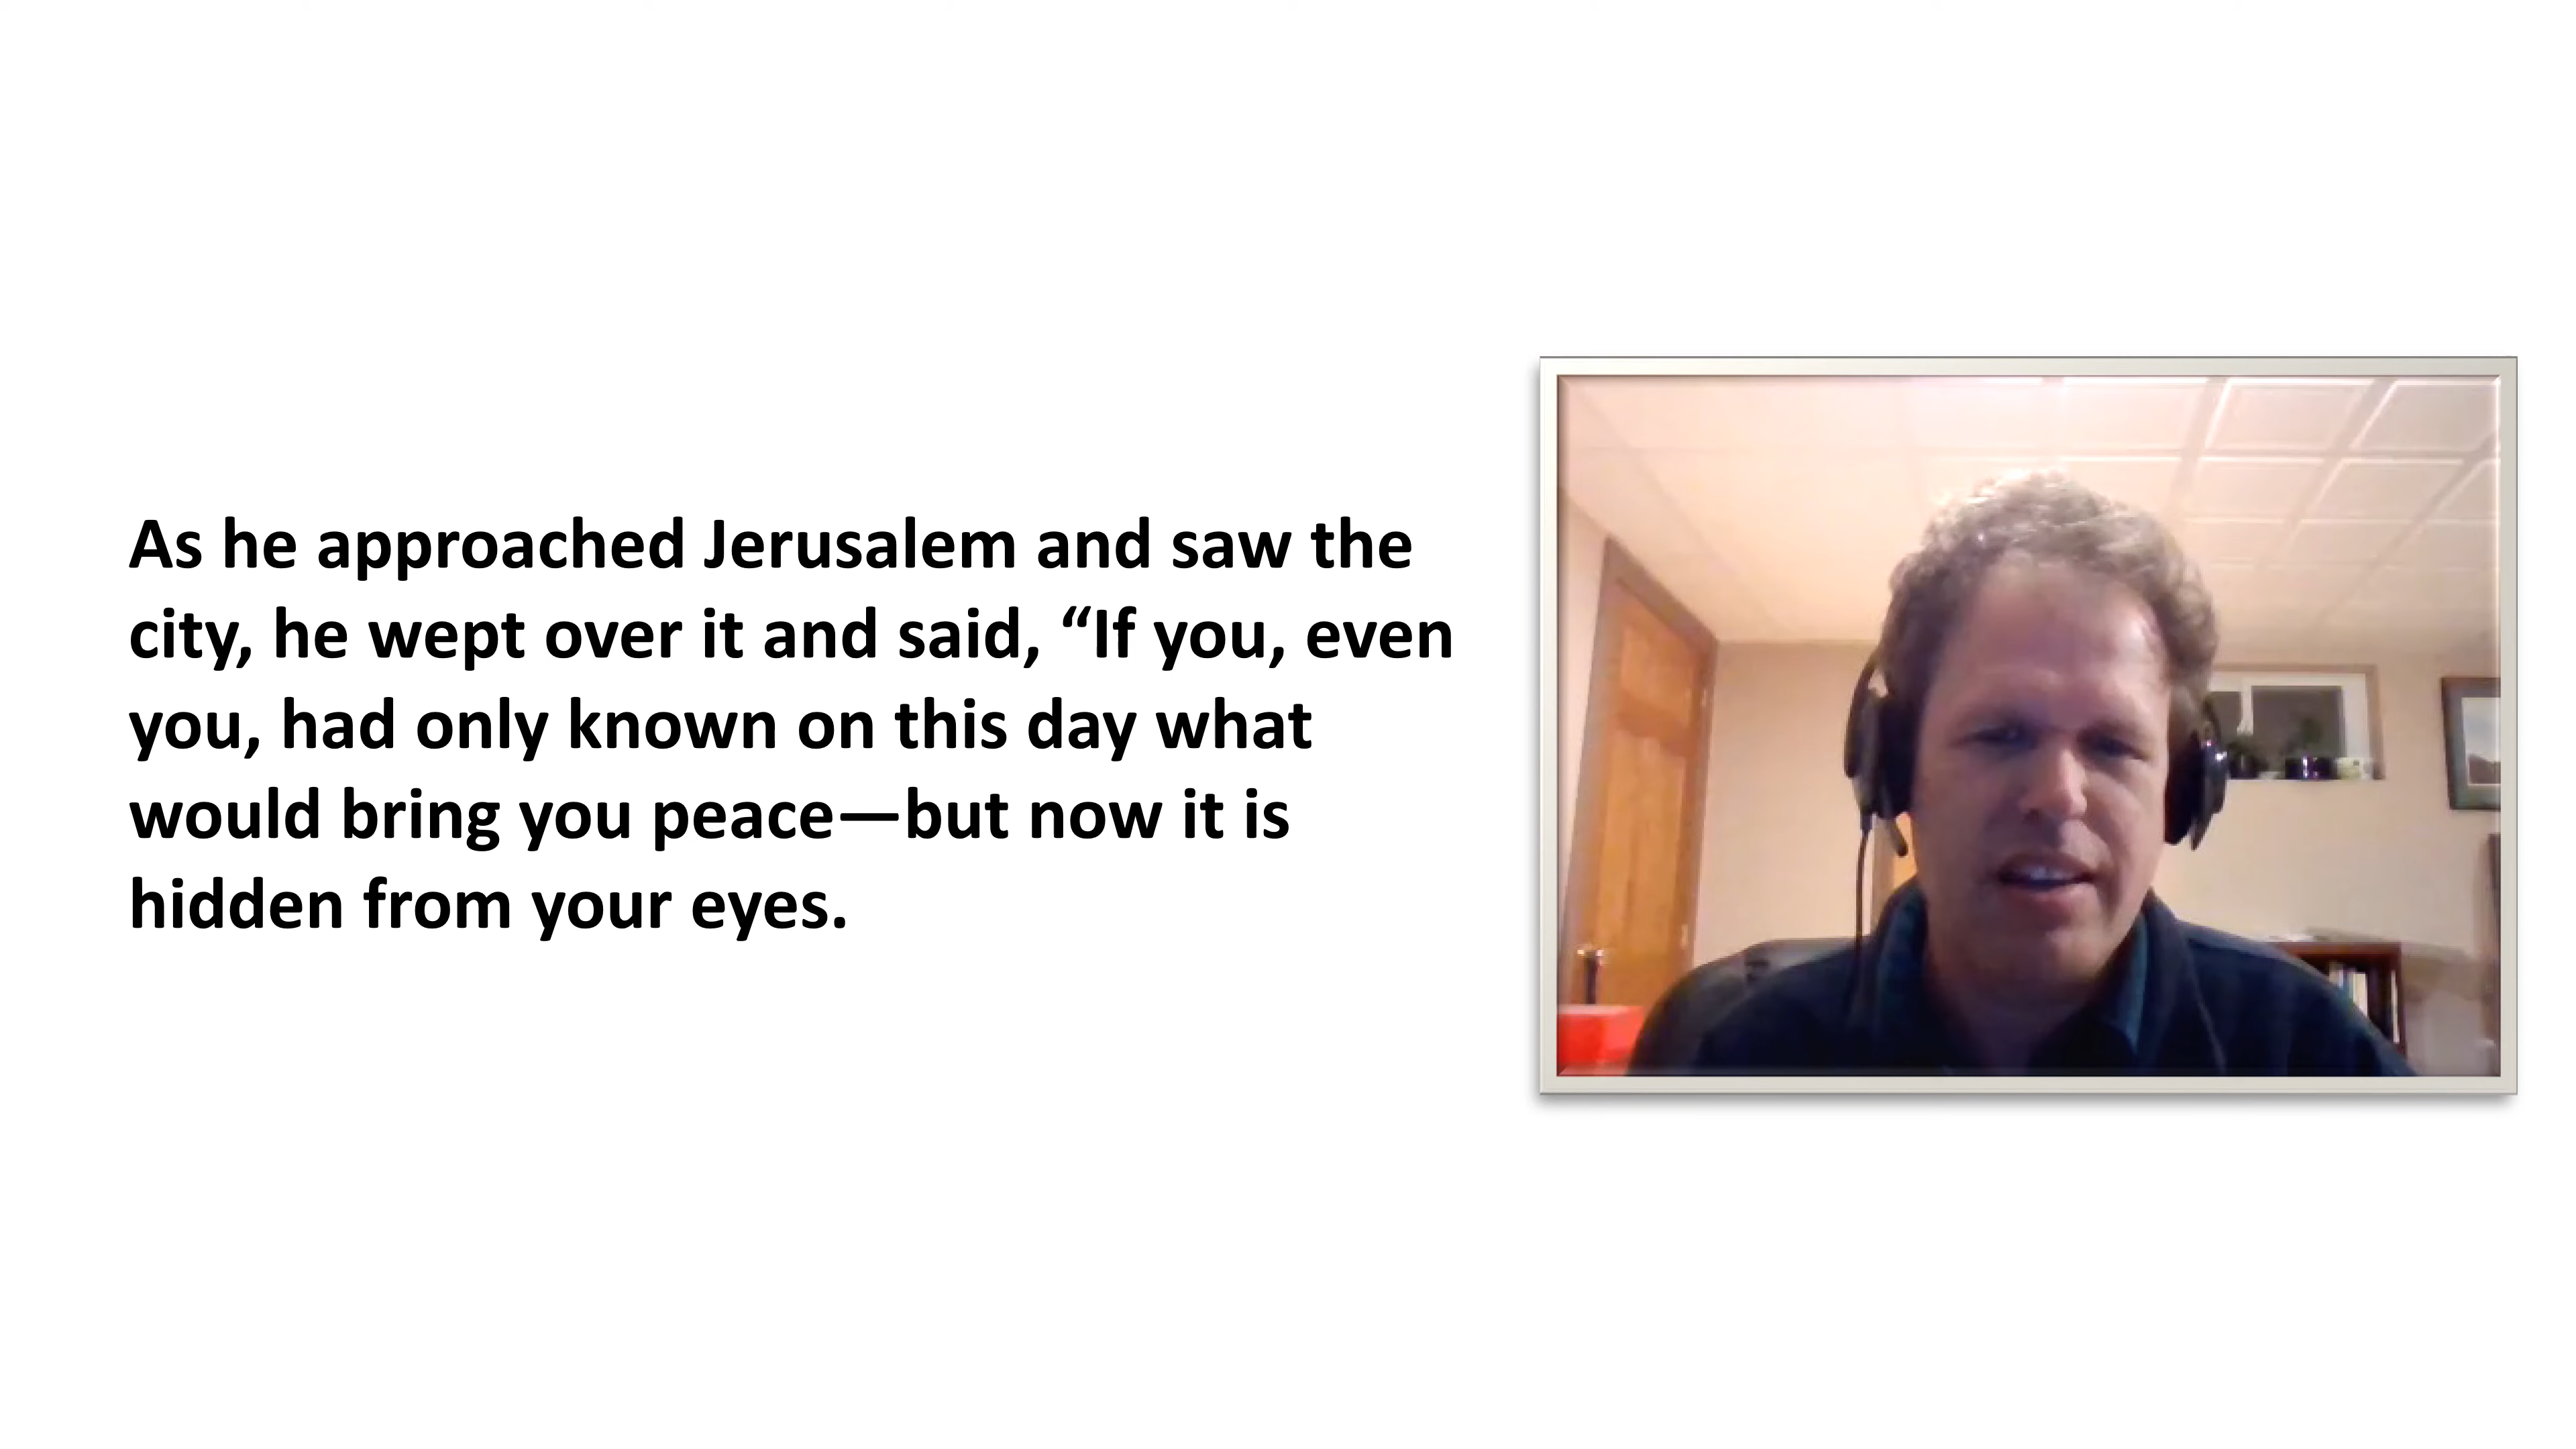 As he approached Jerusalem and saw the
city, he wept over it and said, “If you, even
you, had only known on this day what
would bring you peace—but now it is
hidden from your eyes.